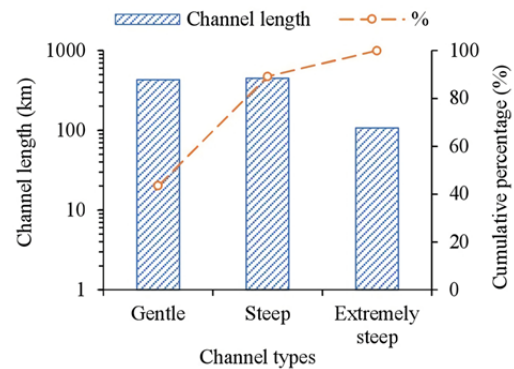 Channel length %
1000
100
10
1
Channel length (km)
100
80
60
40
20
0
Cumulative percentage (%)
Gentle Steep Extremely
steep
Channel types